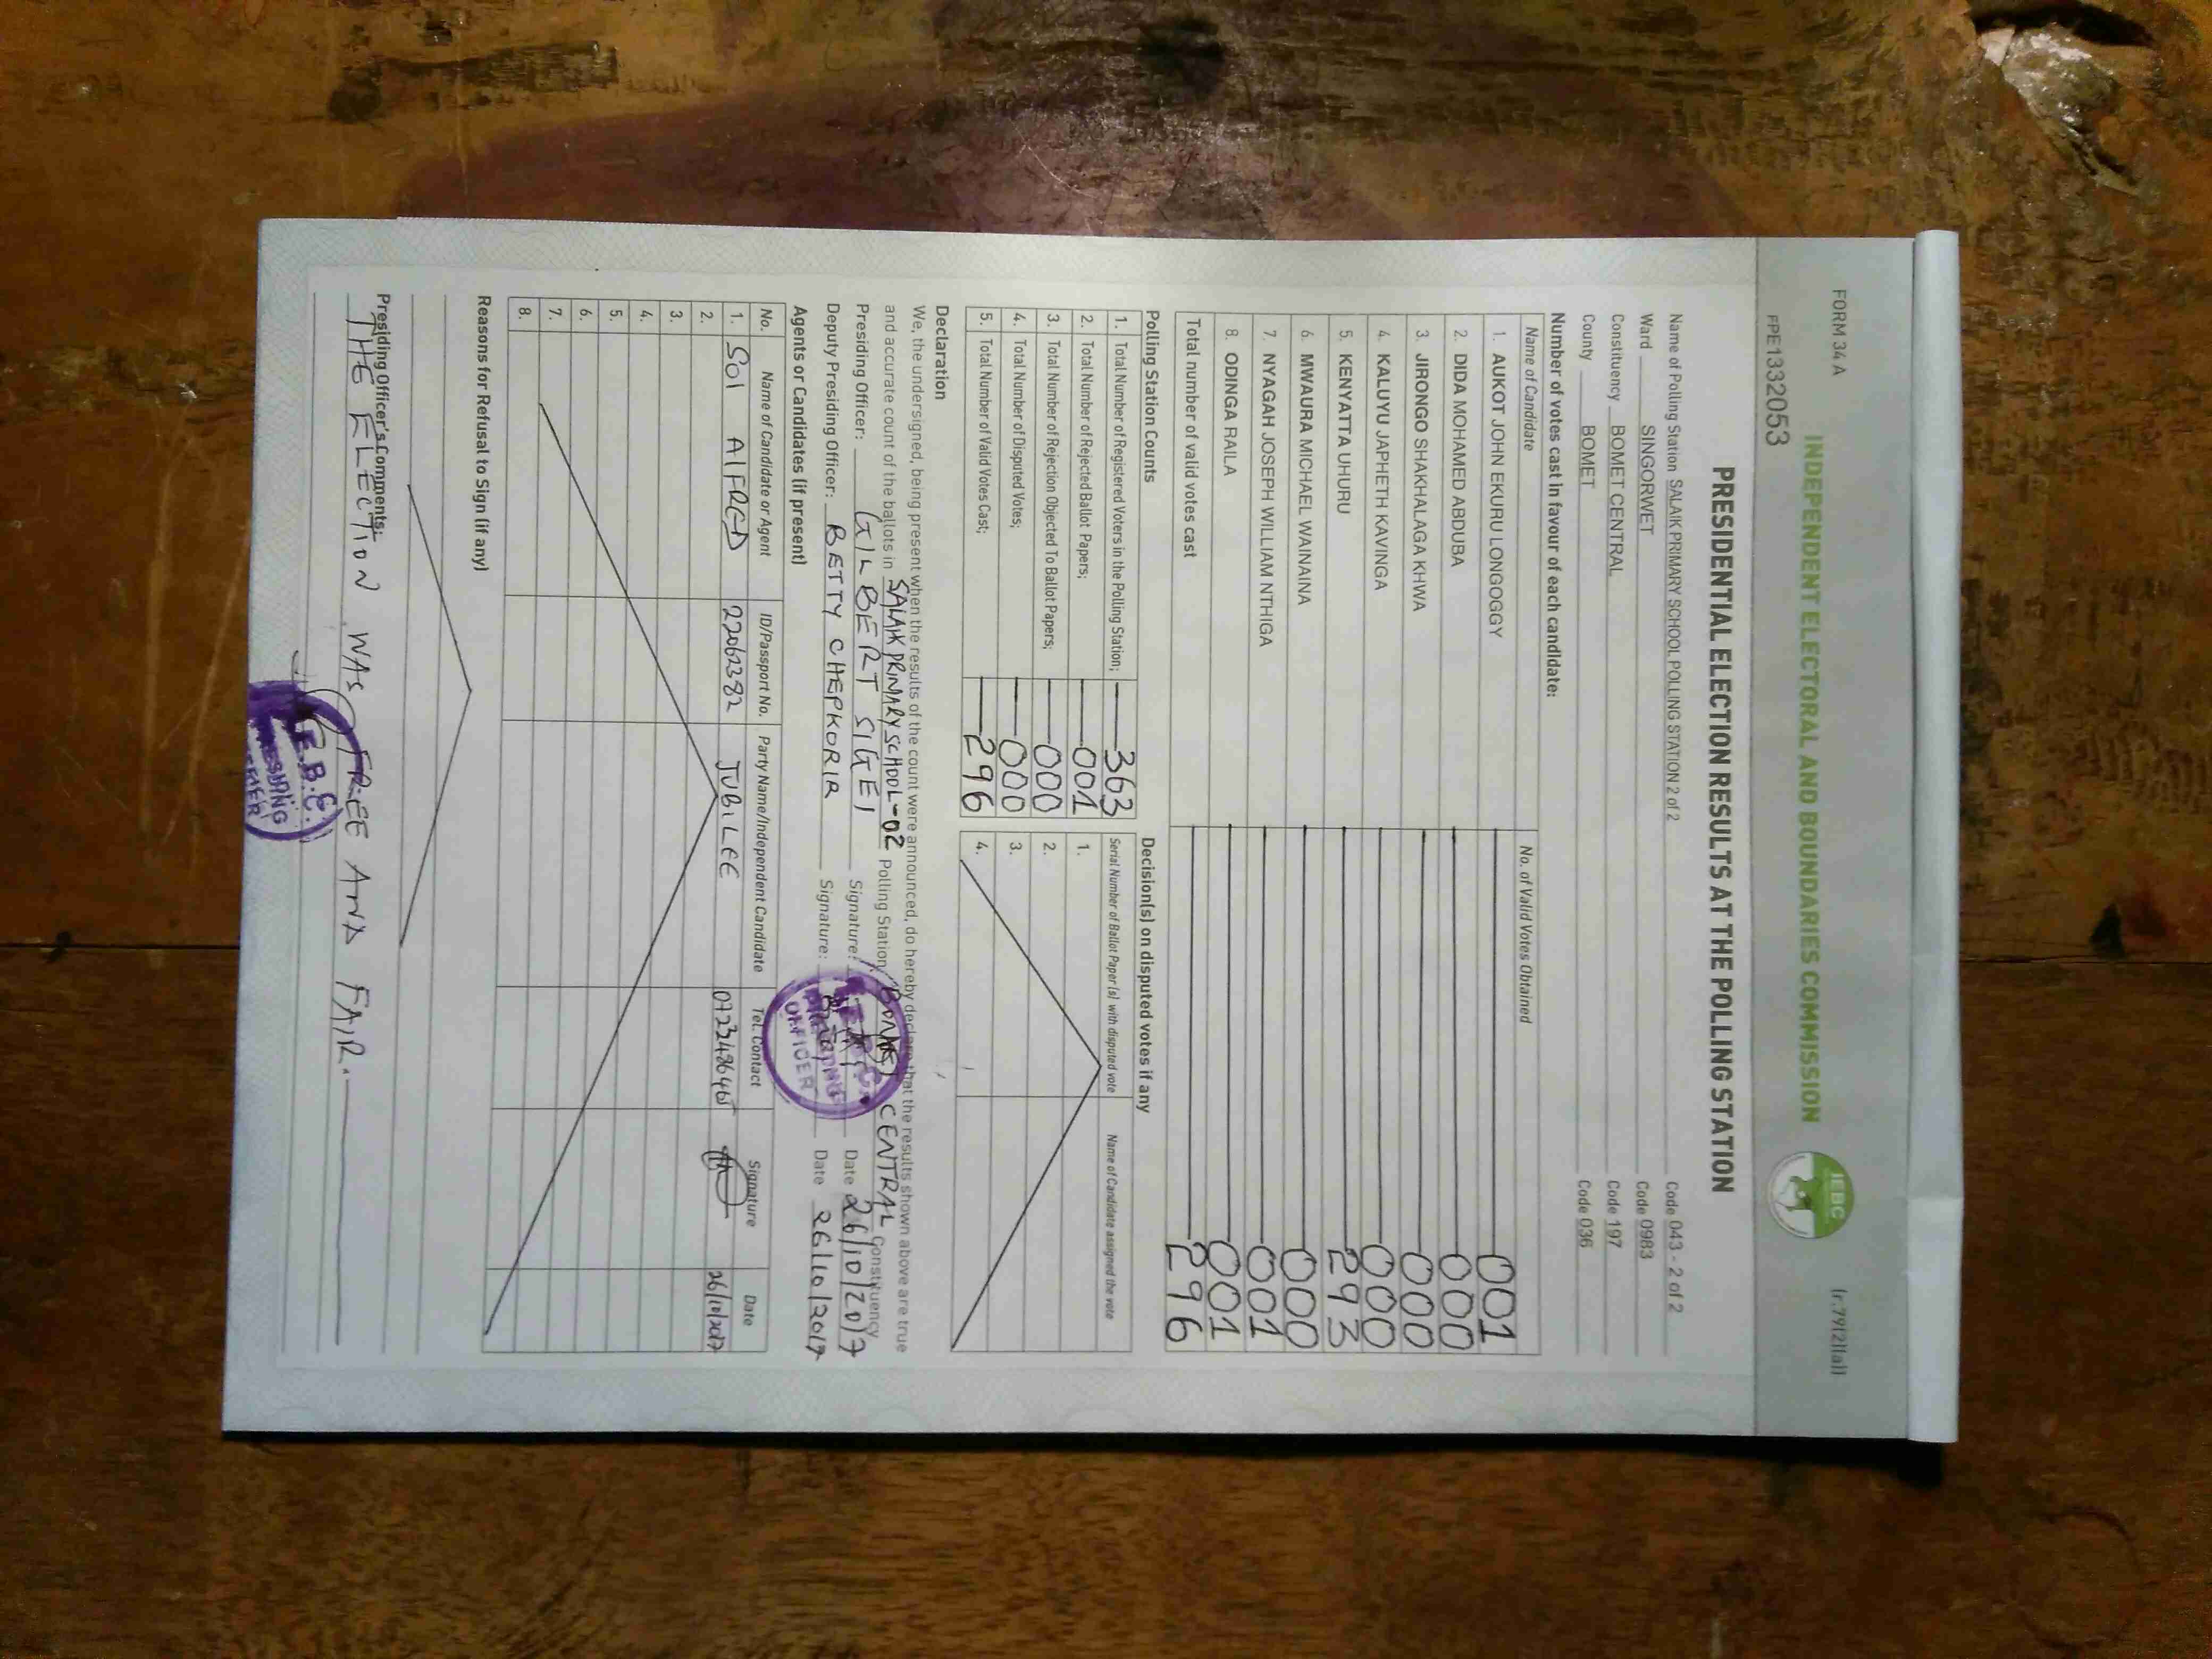 FORM 34 A
(r.79(2)(a))
INDEPENDENT ELECTORAL AND BOUNDARIES COMMISSION
IEBC
FPE1332053
PRESIDENTIAL ELECTION RESULTS AT THE POLLING STATION
Name of Polling Station SALAIK PRIMARY SCHOOL POLLING STATION 2 of 2 Code 043 - 2 of 2
Ward SINGORWET Code 0983
Constituency BOMET CENTRAL Code 197
County BOMET Code 036
Number of votes cast in favour of each candidate:
Name of Candidate No. of Valid Votes Obtained
1. AUKOT JOHN EKURU LONGOGGY 001
2. DIDA MOHAMED ABDUBA 000
3. JIRONGO SHAKHALAGA KHWA 000
4. KALUYU JAPHETH KAVINGA 000
5. KENYATTA UHURU 293
6. MWAURA MICHAEL WAINAINA 000
7. NYAGAH JOSEPH WILLIAM NTHIGA 001
8. ODINGA RAILA 001
Total number of valid votes cast 296
Polling Station Counts
1. Total Number of Registered Voters in the Polling Station; 363
2. Total Number of Rejected Ballot Papers; 001
3. Total Number of Rejection Objected To Ballot Papers; 000
4. Total Number of Disputed Votes; 000
5. Total Number of Valid Votes Cast; 296
Decision(s) on disputed votes if any
Serial Number of Ballot Paper (s) with disputed vote Name of Candidate assigned the vote
1.
2.
3.
4.
Declaration
We, the undersigned, being present when the results of the count were announced, do hereby declare that the results shown above are true
and accurate count of the ballots in SALAIK PRIMARY SCHOOL-02 Polling Station BOMET CENTRAL Constituency
Presiding Officer: GILBERT SIGEI Signature: Date 26/10/2017
Deputy Presiding Officer: BETTY CHEPKORIR Signature: Date 26/10/2017
OFFICER
Agents or Candidates (if present)
No. Name of Candidate or Agent ID/Passport No. Party Name/Independent Candidate Tel. Contact Signature Date
1. SOI ALFRED 22062382 JUBILEE 26/10/2017
2.
3.
4.
5.
6.
7.
8.
Reasons for Refusal to Sign (if any)
Presiding Officer's Comments:
THE ELECTION WAS FREE AND FAIR.